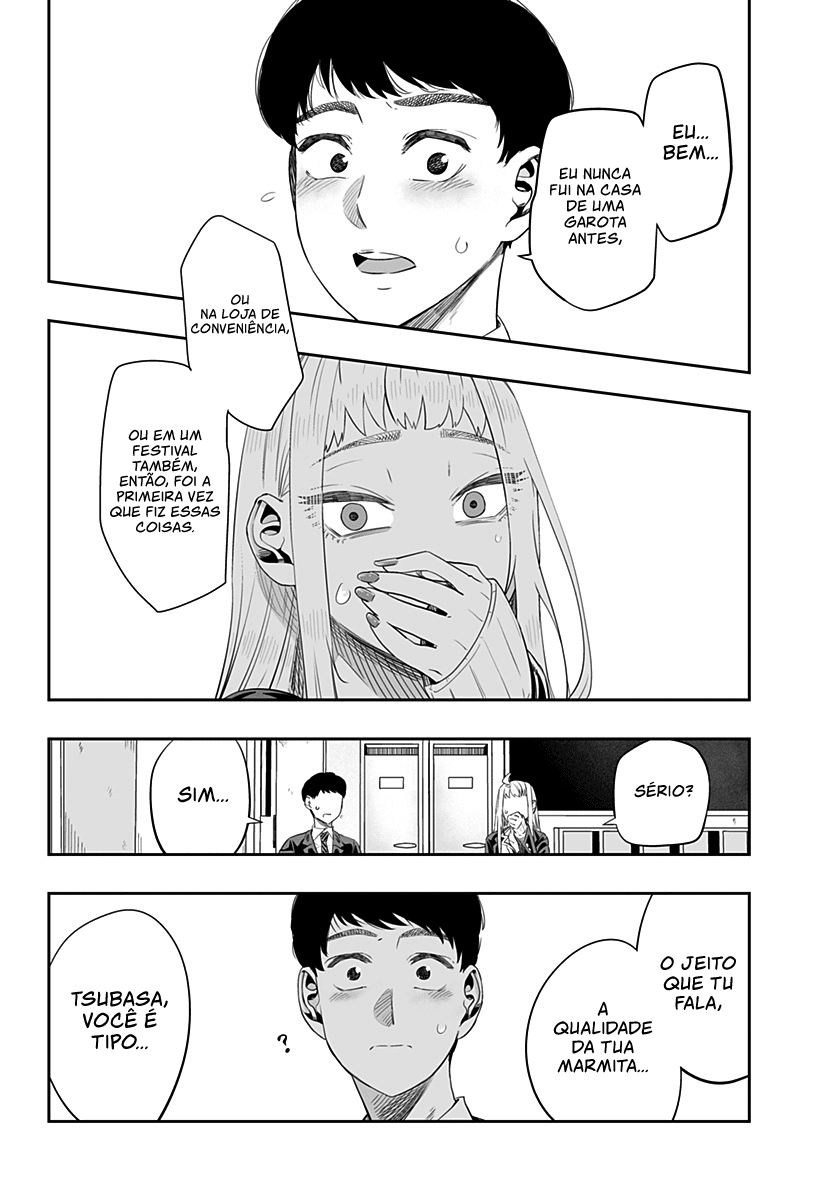 EU...
BEM...
EU NUNCA
FUI NA CASA
DE UMA
GAROTA
ANTES,
OU
NA LOJA DE
CONVENIÊNCIA,
OU EM UM
FESTIVAL
TAMBÉM,
ENTÃO, FOI A
PRIMEIRA VEZ
QUE FIZ ESSAS
COISAS.
SÉRIO?
SIM...
O JEITO
QUE TU
FALA,
A
QUALIDADE
DA TUA
MARMITA...
?
TSUBASA,
VOCÊ É
TIPO...